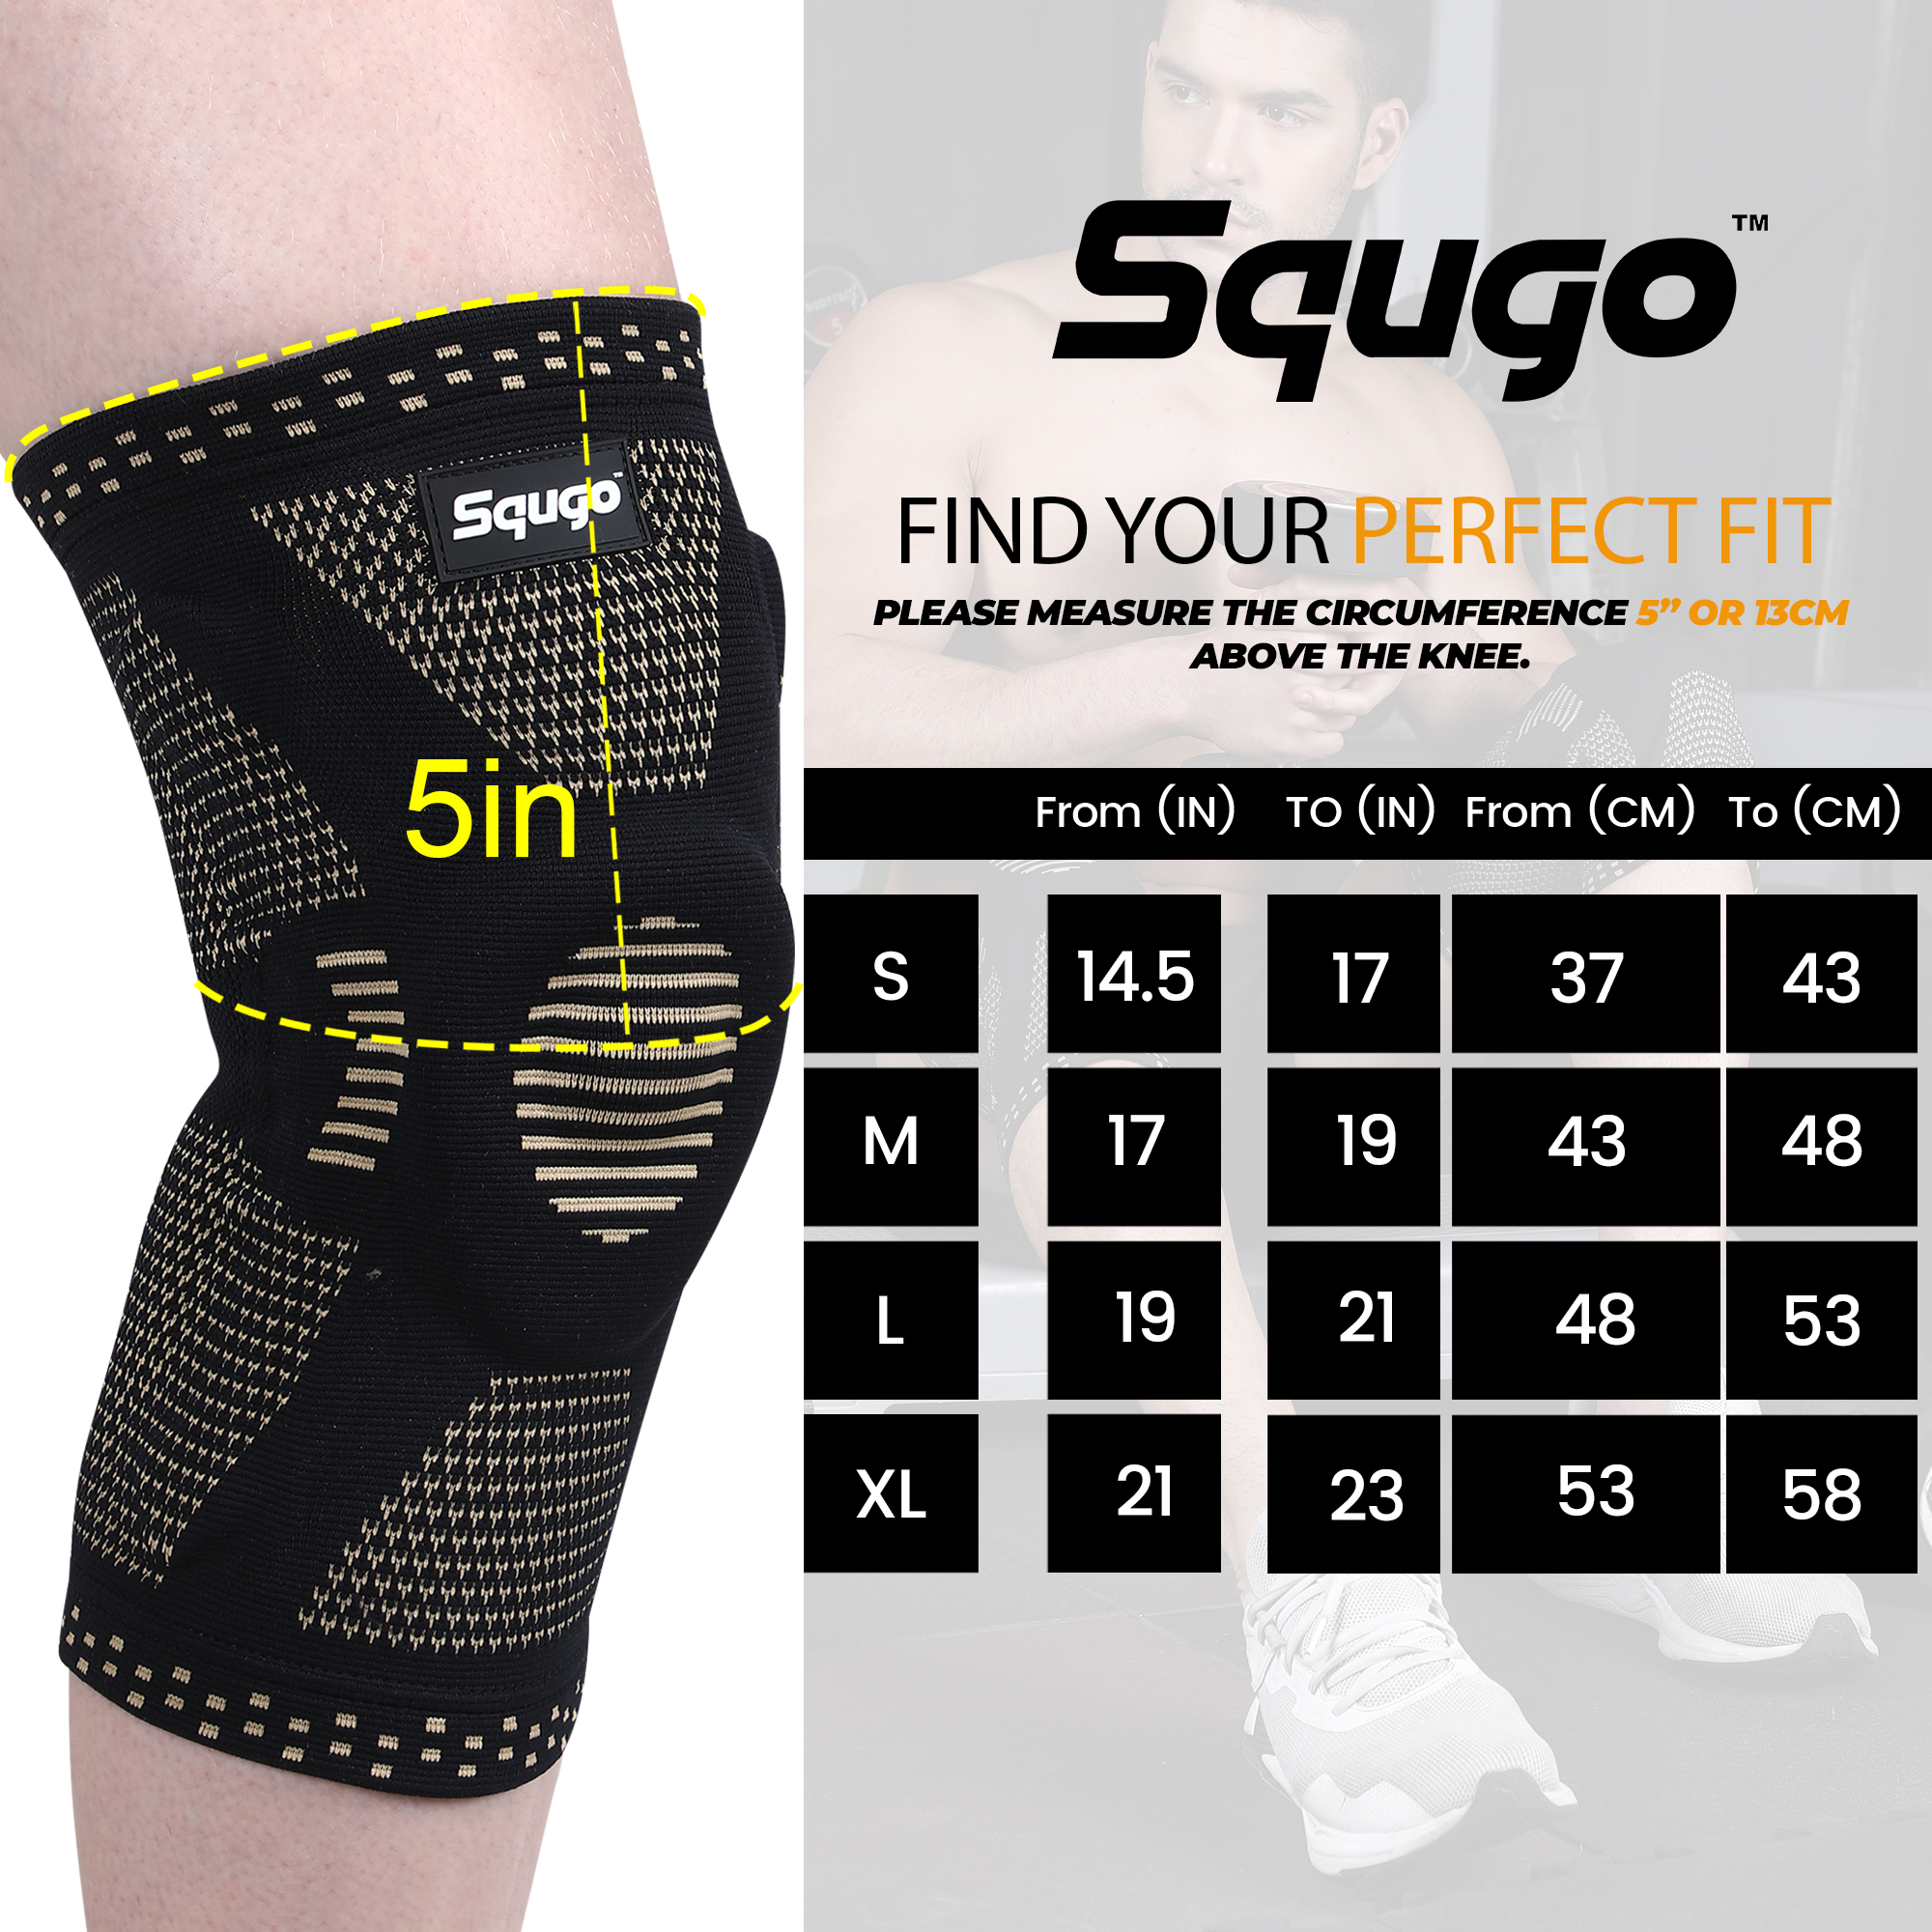 Squgo™
Squgo™
FIND YOUR PERFECT FIT
PLEASE MEASURE THE CIRCUMFERENCE 5” OR 13CM
ABOVE THE KNEE.
5in
From (IN) TO (IN) From (CM) To (CM)
S 14.5 17 37 43
M 17 19 43 48
L 19 21 48 53
XL 21 23 53 58